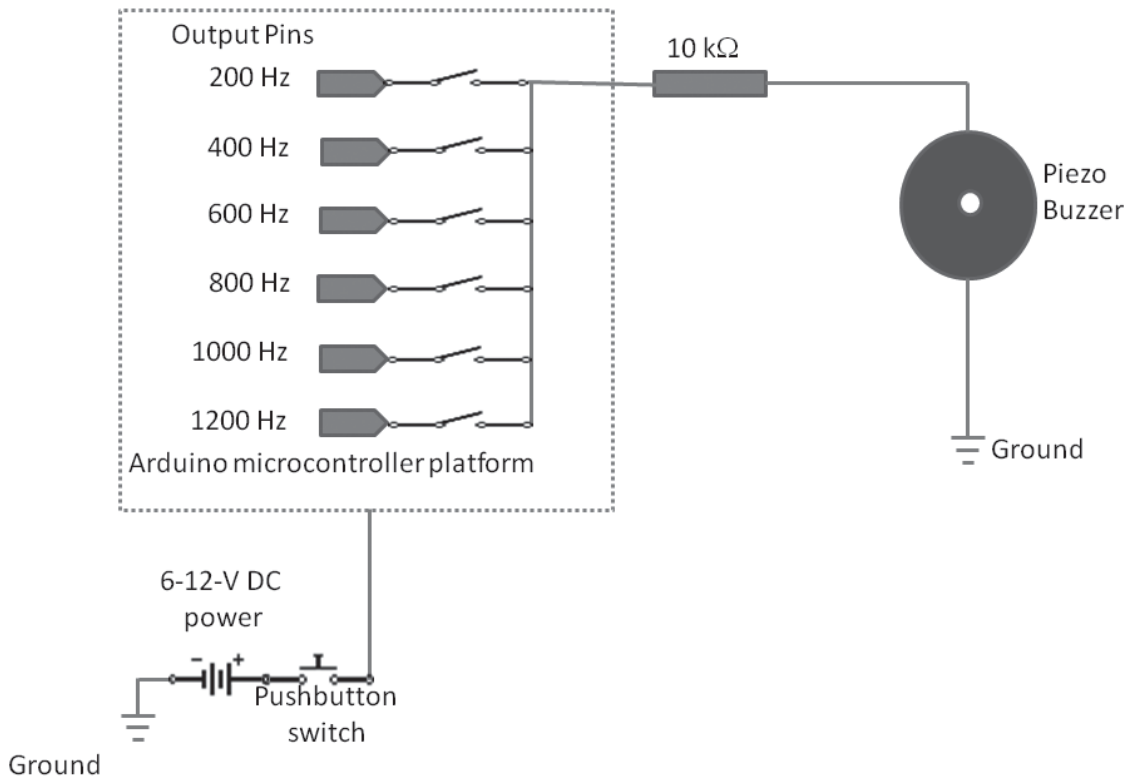 Output Pins
200 Hz
400 Hz
600 Hz
800 Hz
1000 Hz
1200 Hz
Arduino microcontroller platform
10 kΩ
Piezo
Buzzer
Ground
6-12-V DC
power
- +
Pushbutton
switch
Ground